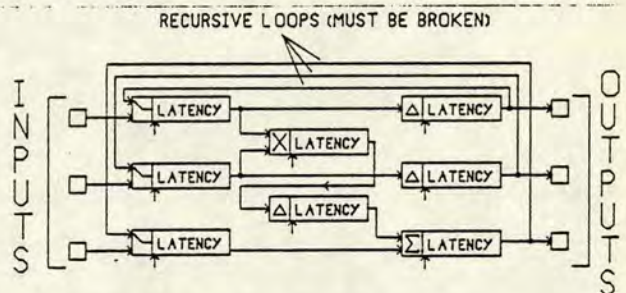 RECURSIVE LOOPS (MUST BE BROKEN)
INPUTS
OUTPUTS
LATENCY
Δ LATENCY
X LATENCY
LATENCY
Δ LATENCY
Δ LATENCY
LATENCY
Σ LATENCY